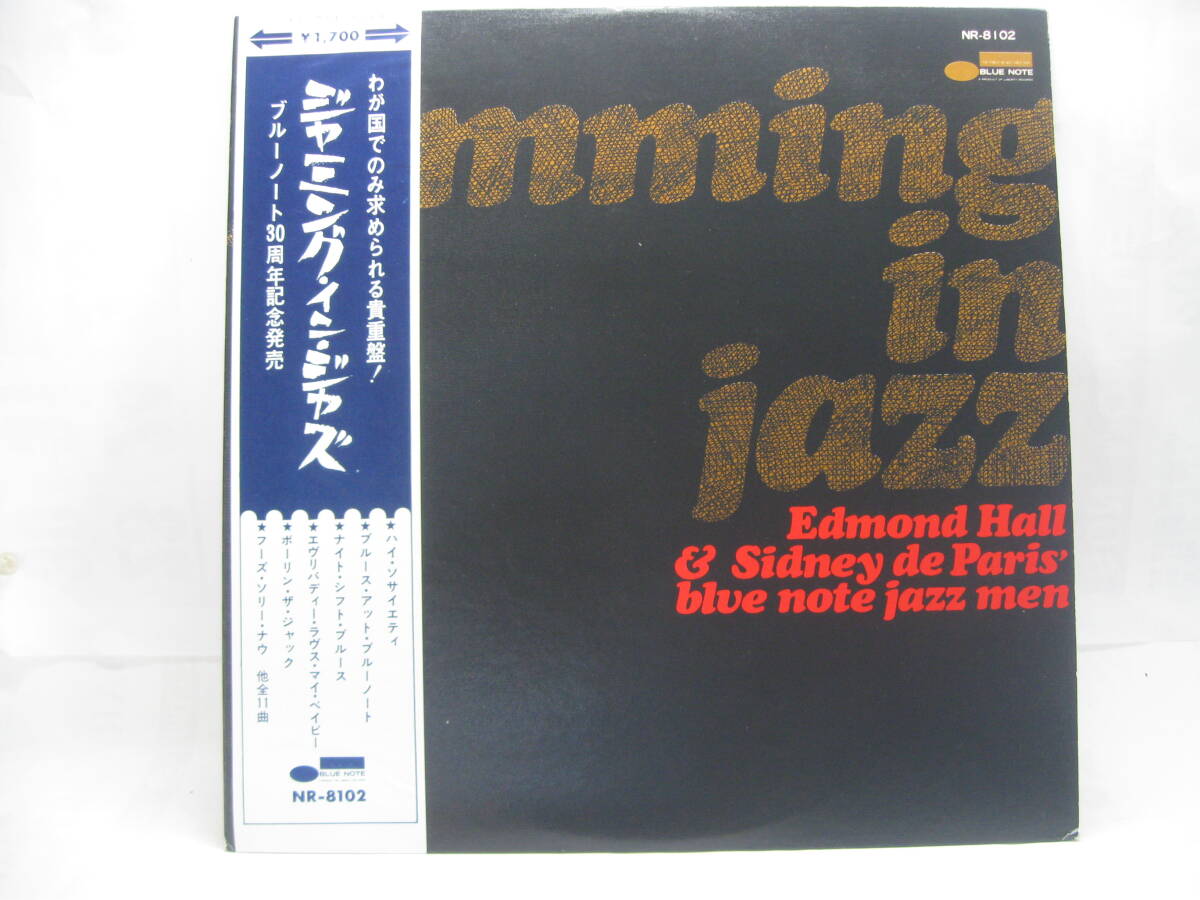 ¥1,700
わが国でのみ求められる貴重盤!
ジャミング・イン・ジャズ
ブルーノート30周年記念発売
★ハイ・ソサイエティ
★ブルース・アット・ブルーノート
★ナイト・シフト・ブルース
★エヴリバディー・ラヴス・マイ・ベイビー
★ボーリン・ザ・ジャック
★フーズ・ソリー・ナウ 他全11曲
BLUE NOTE
NR-8102
NR-8102
BLUE NOTE
mming
in
jazz
Edmond Hall
& Sidney de Paris'
blue note jazz men